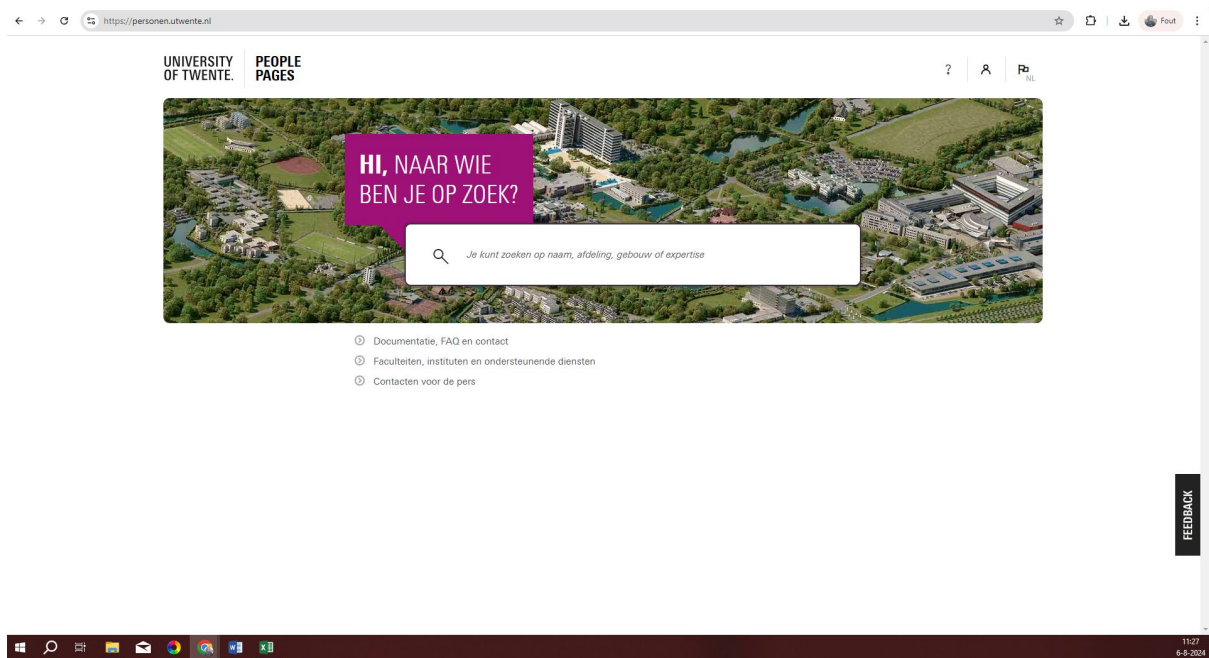 https://personen.utwente.nl
Fout
UNIVERSITY
OF TWENTE.
PEOPLE
PAGES
?
NL
HI, NAAR WIE
BEN JE OP ZOEK?
Je kunt zoeken op naam, afdeling, gebouw of expertise
Documentatie, FAQ en contact
Faculteiten, instituten en ondersteunende diensten
Contacten voor de pers
FEEDBACK
11:27
6-8-2024